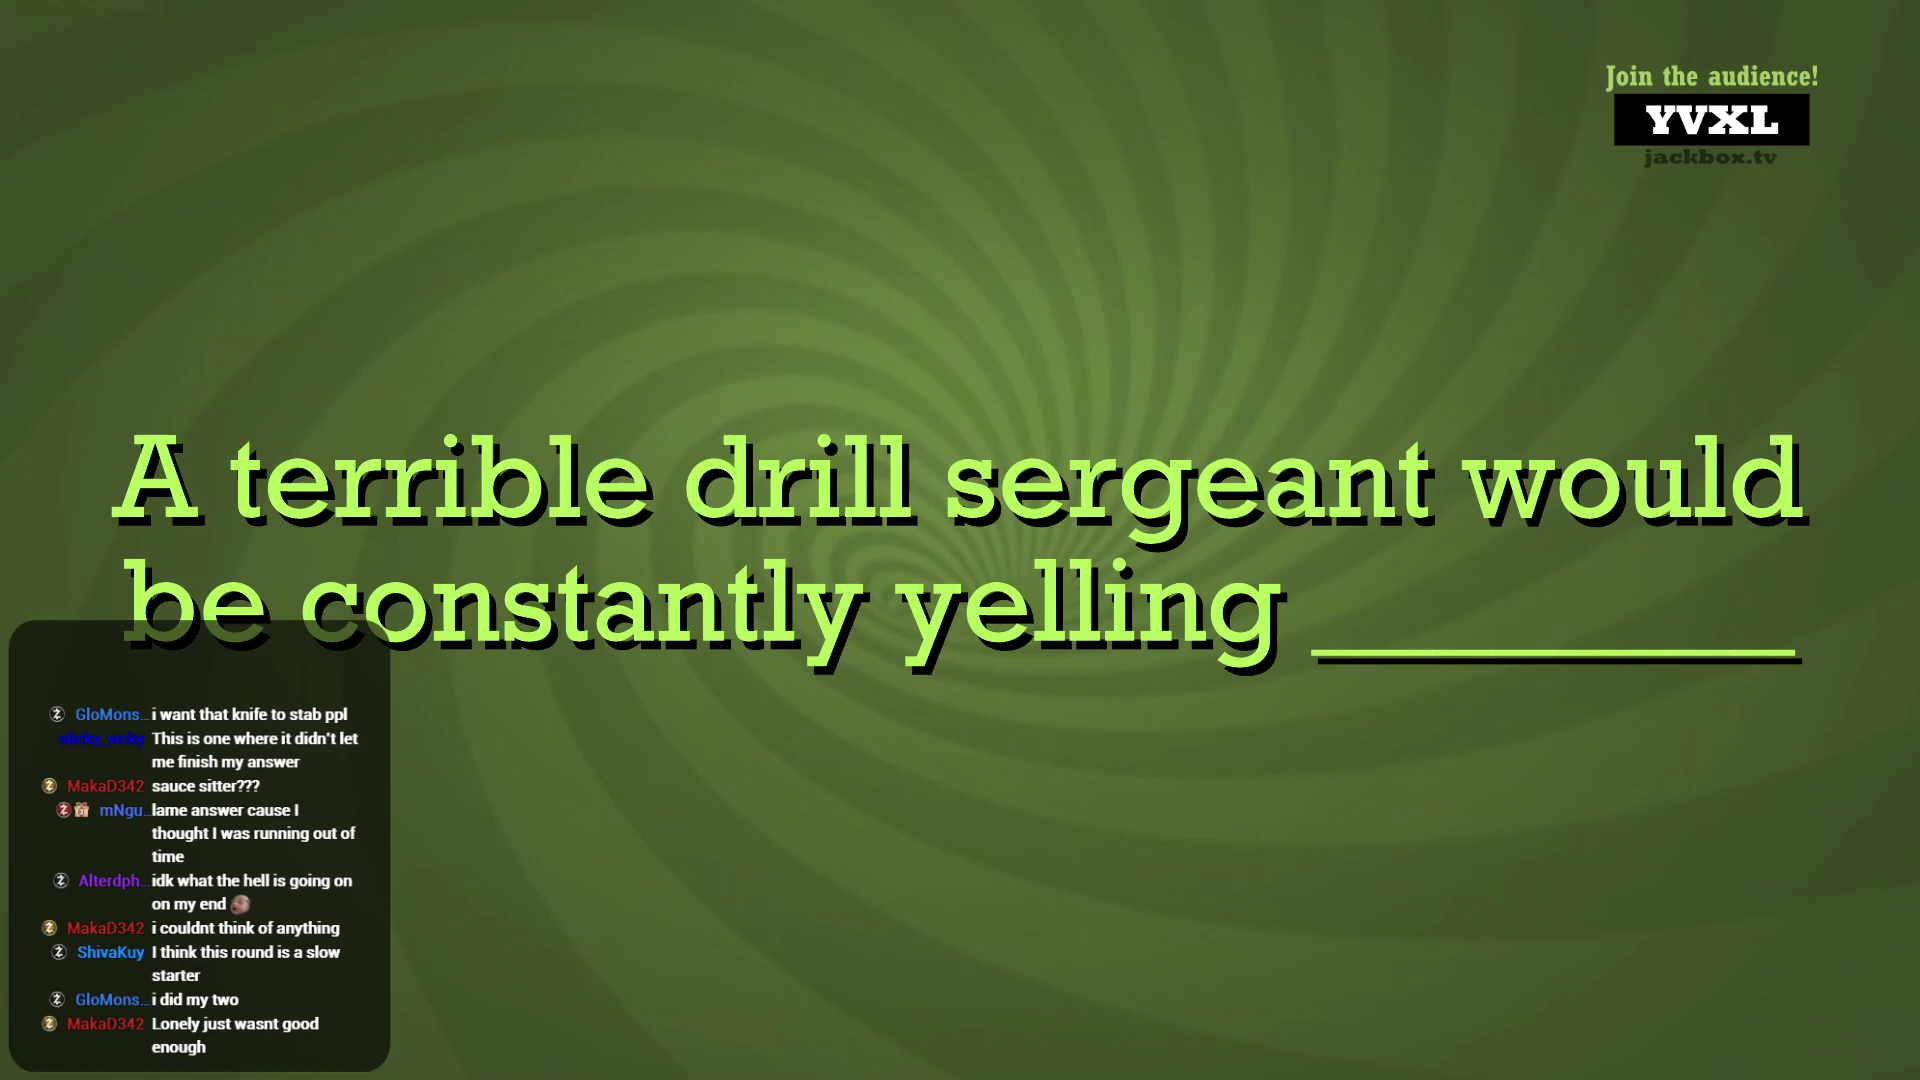 Join the audience!
YVXL
jackbox.tv
A terrible drill sergeant would
be constantly yelling ________
GloMons... i want that knife to stab ppl
slicky_vicky This is one where it didn't let
me finish my answer
MakaD342 sauce sitter???
mNgu... lame answer cause I
thought I was running out of
time
Alterdph... idk what the hell is going on
on my end
MakaD342 i couldnt think of anything
ShivaKuy I think this round is a slow
starter
GloMons... i did my two
MakaD342 Lonely just wasnt good
enough